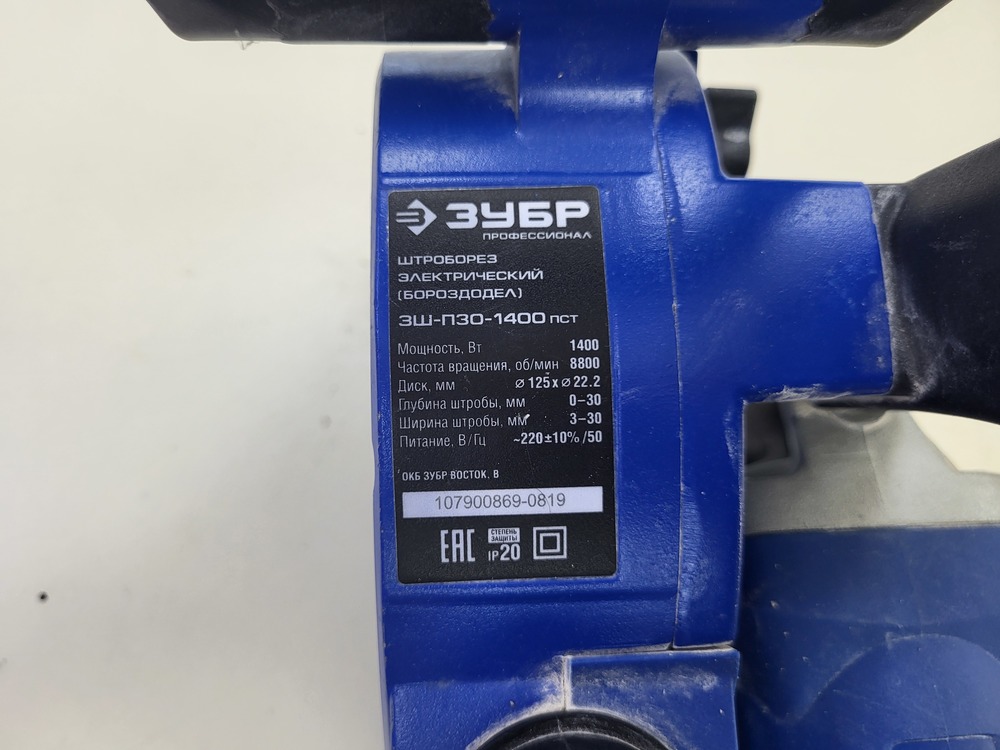 ЗУБР
ПРОФЕССИОНАЛ
ШТРОБОРЕЗ
ЭЛЕКТРИЧЕСКИЙ
(БОРОЗДОДЕЛ)
ЗШ-П30-1400 ПСТ
Мощность, Вт 1400
Частота вращения, об/мин 8800
Диск, мм ⌀ 125 x ⌀ 22.2
Глубина штробы, мм 0–30
Ширина штробы, мм 3–30
Питание, В/Гц ~220±10% /50
ОКБ ЗУБР ВОСТОК. В
107900869-0819
EAC СТЕПЕНЬ ЗАЩИТЫ IP20